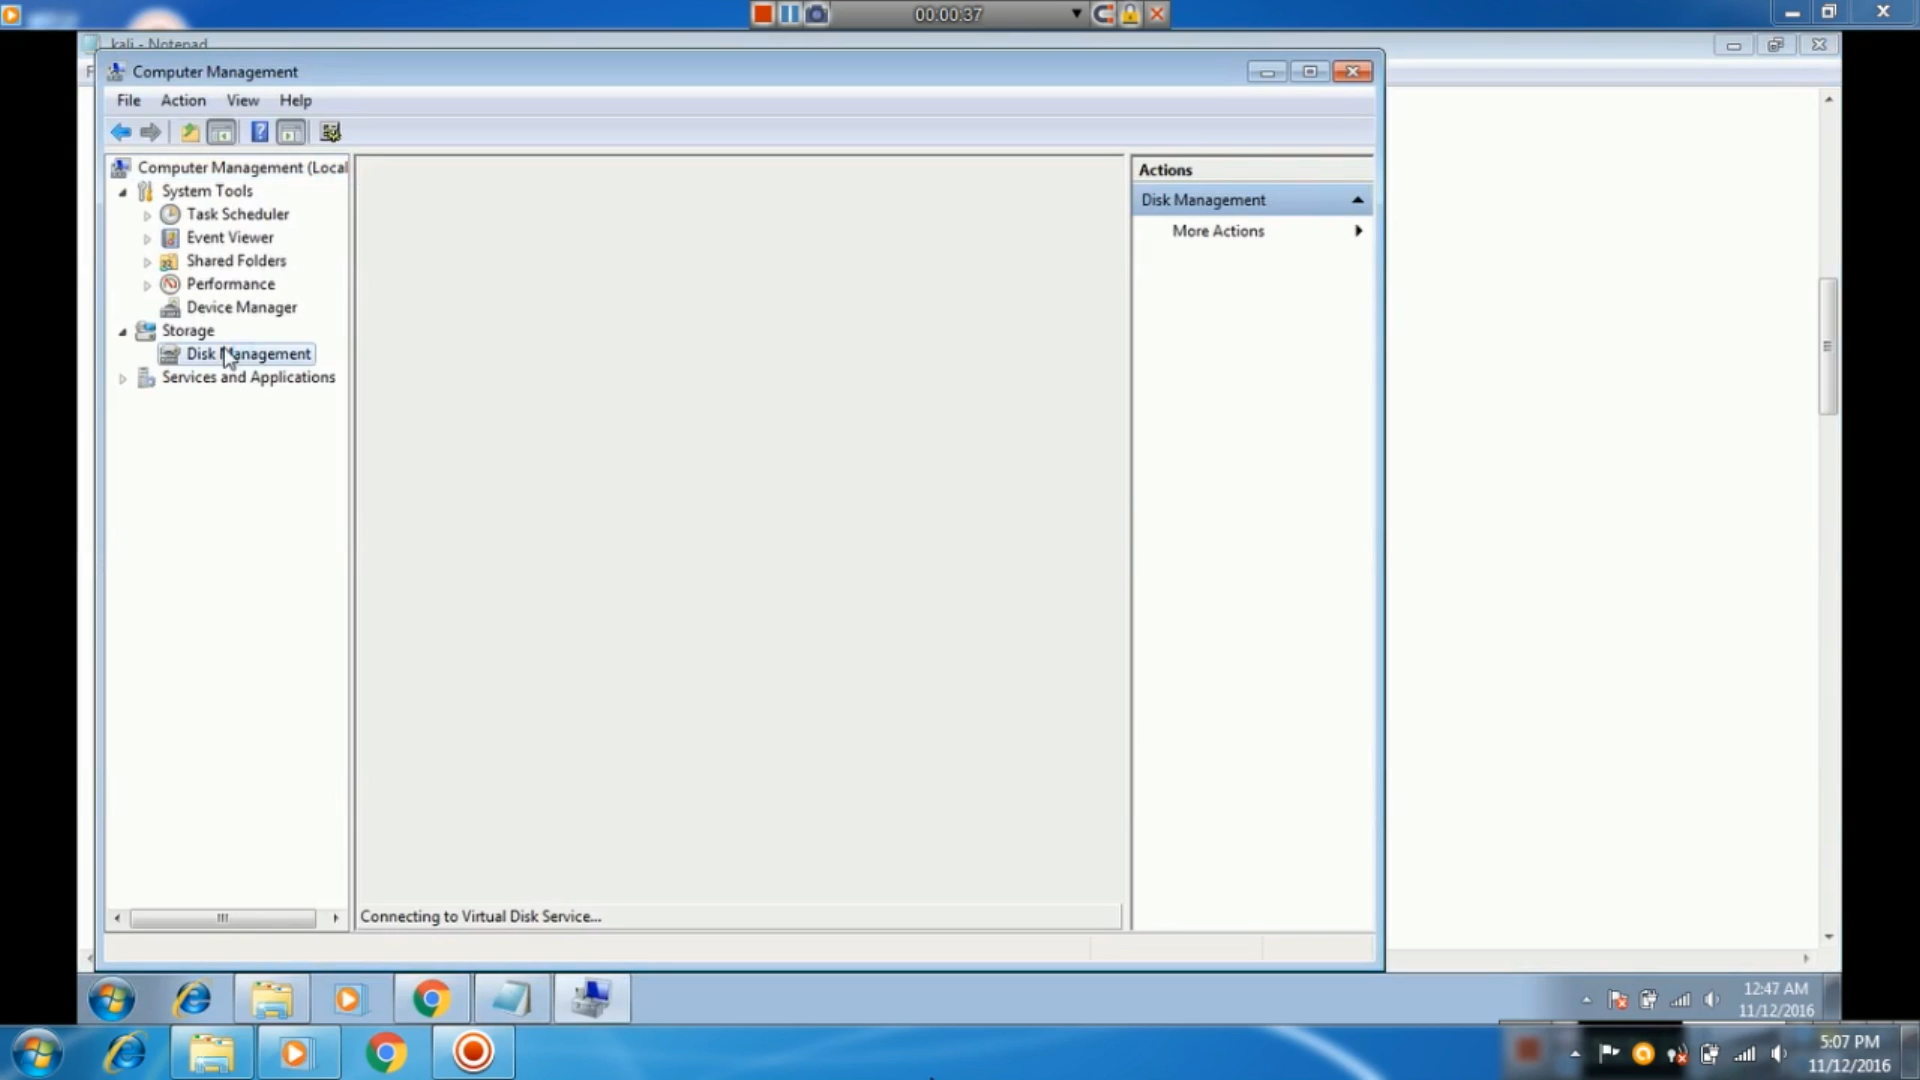 00:00:37
kali - Notepad
Computer Management
File Action View Help
Computer Management (Local
System Tools
Task Scheduler
Event Viewer
Shared Folders
Performance
Device Manager
Storage
Disk Management
Services and Applications
Actions
Disk Management
More Actions
Connecting to Virtual Disk Service...
12:47 AM
11/12/2016
5:07 PM
11/12/2016